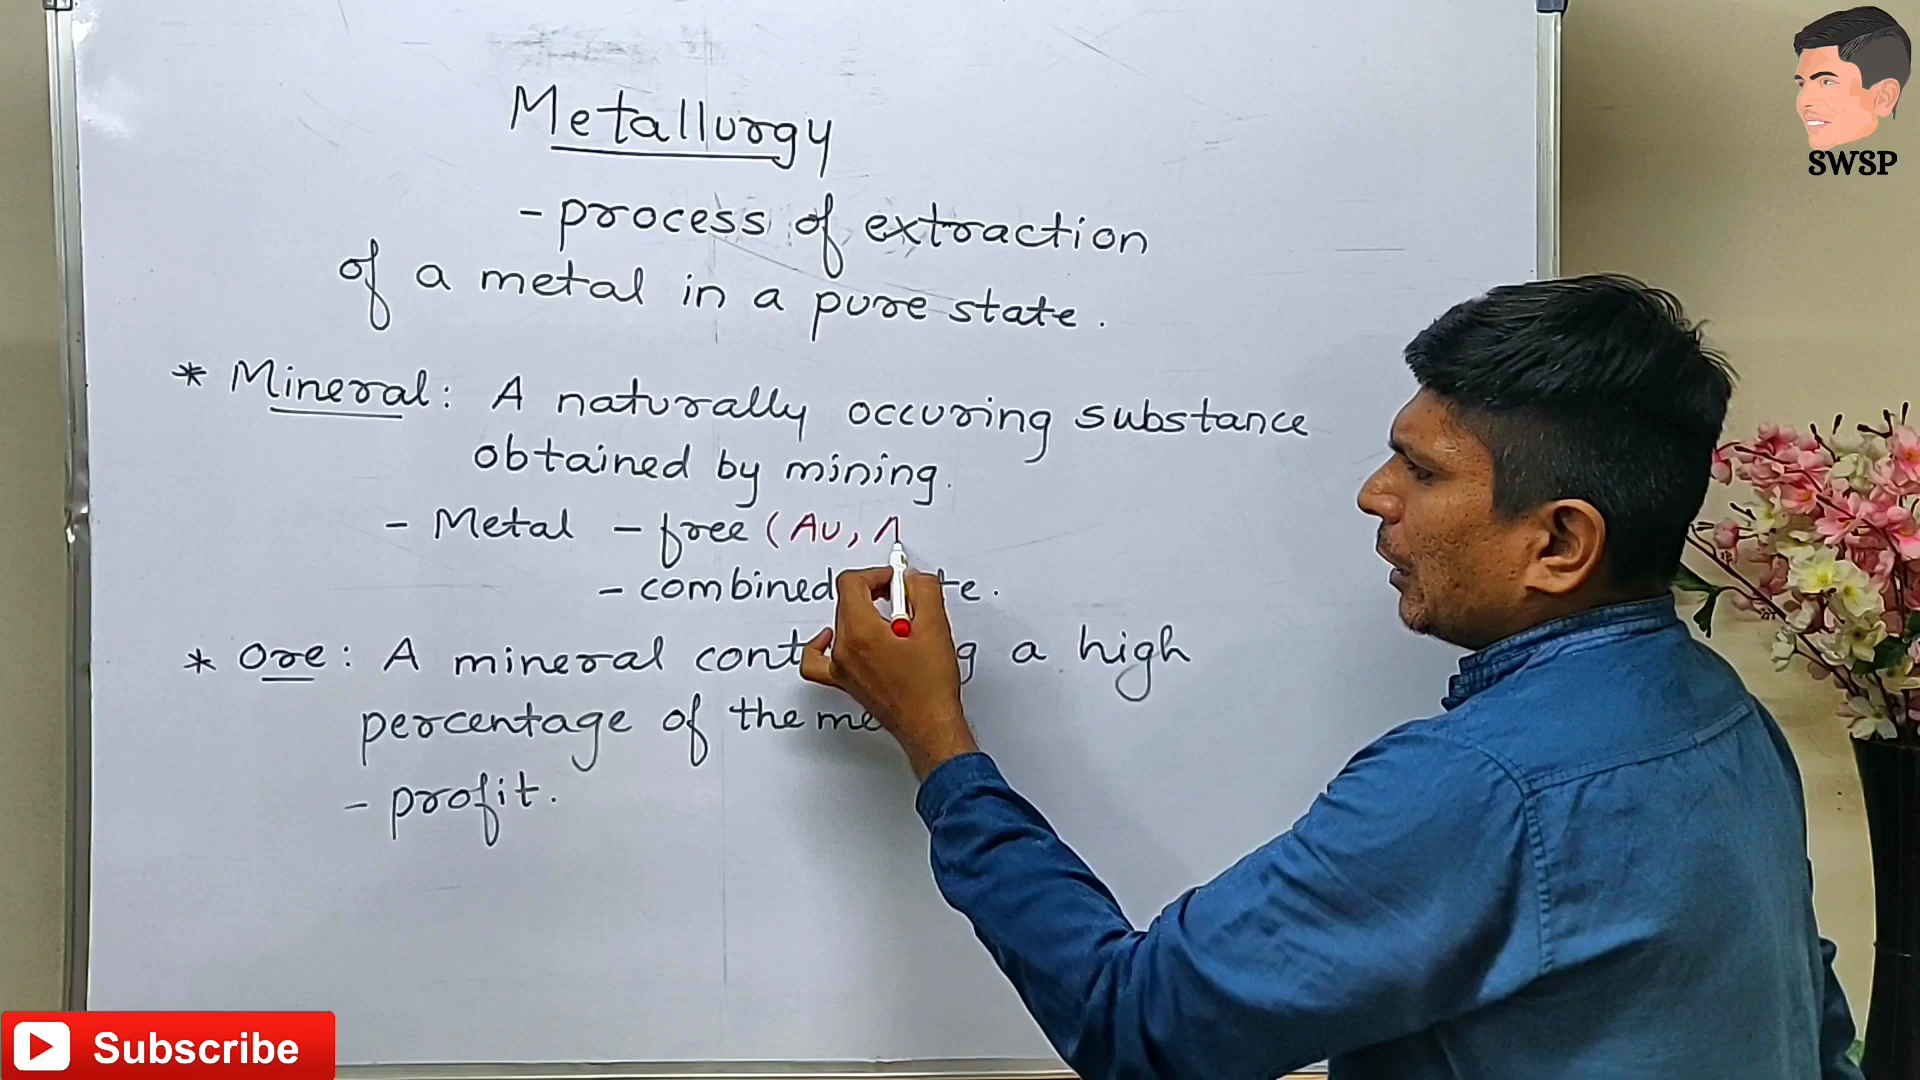 Metallurgy
- process of extraction
of a metal in a pure state.
* Mineral: A naturally occuring substance
obtained by mining.
- Metal - free (Au,
- combined
* Ore: A mineral a high
percentage of the
- profit.
SWSP
Subscribe